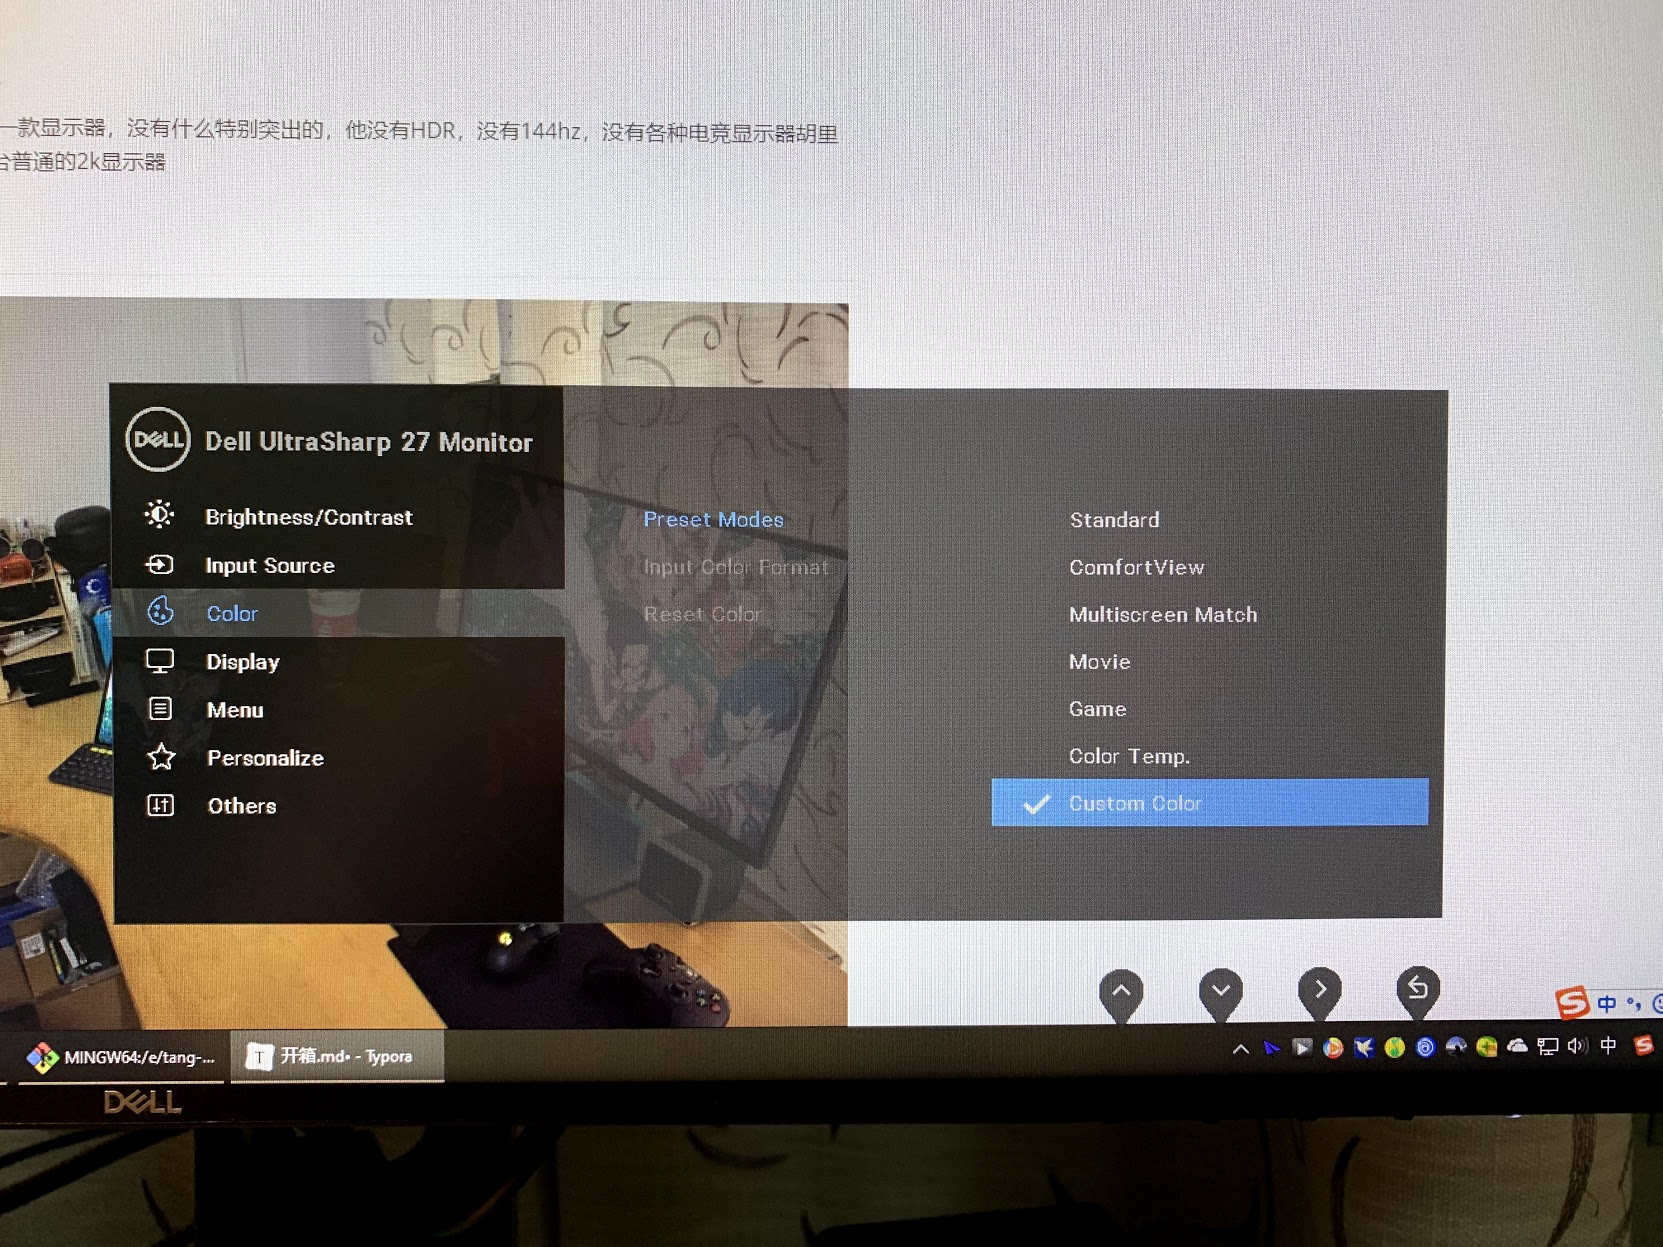 一款显示器，没有什么特别突出的，他没有HDR，没有144hz，没有各种电竞显示器胡里
台普通的2k显示器
DELL
Dell UltraSharp 27 Monitor
Brightness/Contrast
Input Source
Color
Display
Menu
Personalize
Others
Preset Modes
Input Color Format
Reset Color
Standard
ComfortView
Multiscreen Match
Movie
Game
Color Temp.
Custom Color
S 中 °,
MINGW64:/e/tang-...
T 开箱.md• - Typora
中 S
DELL